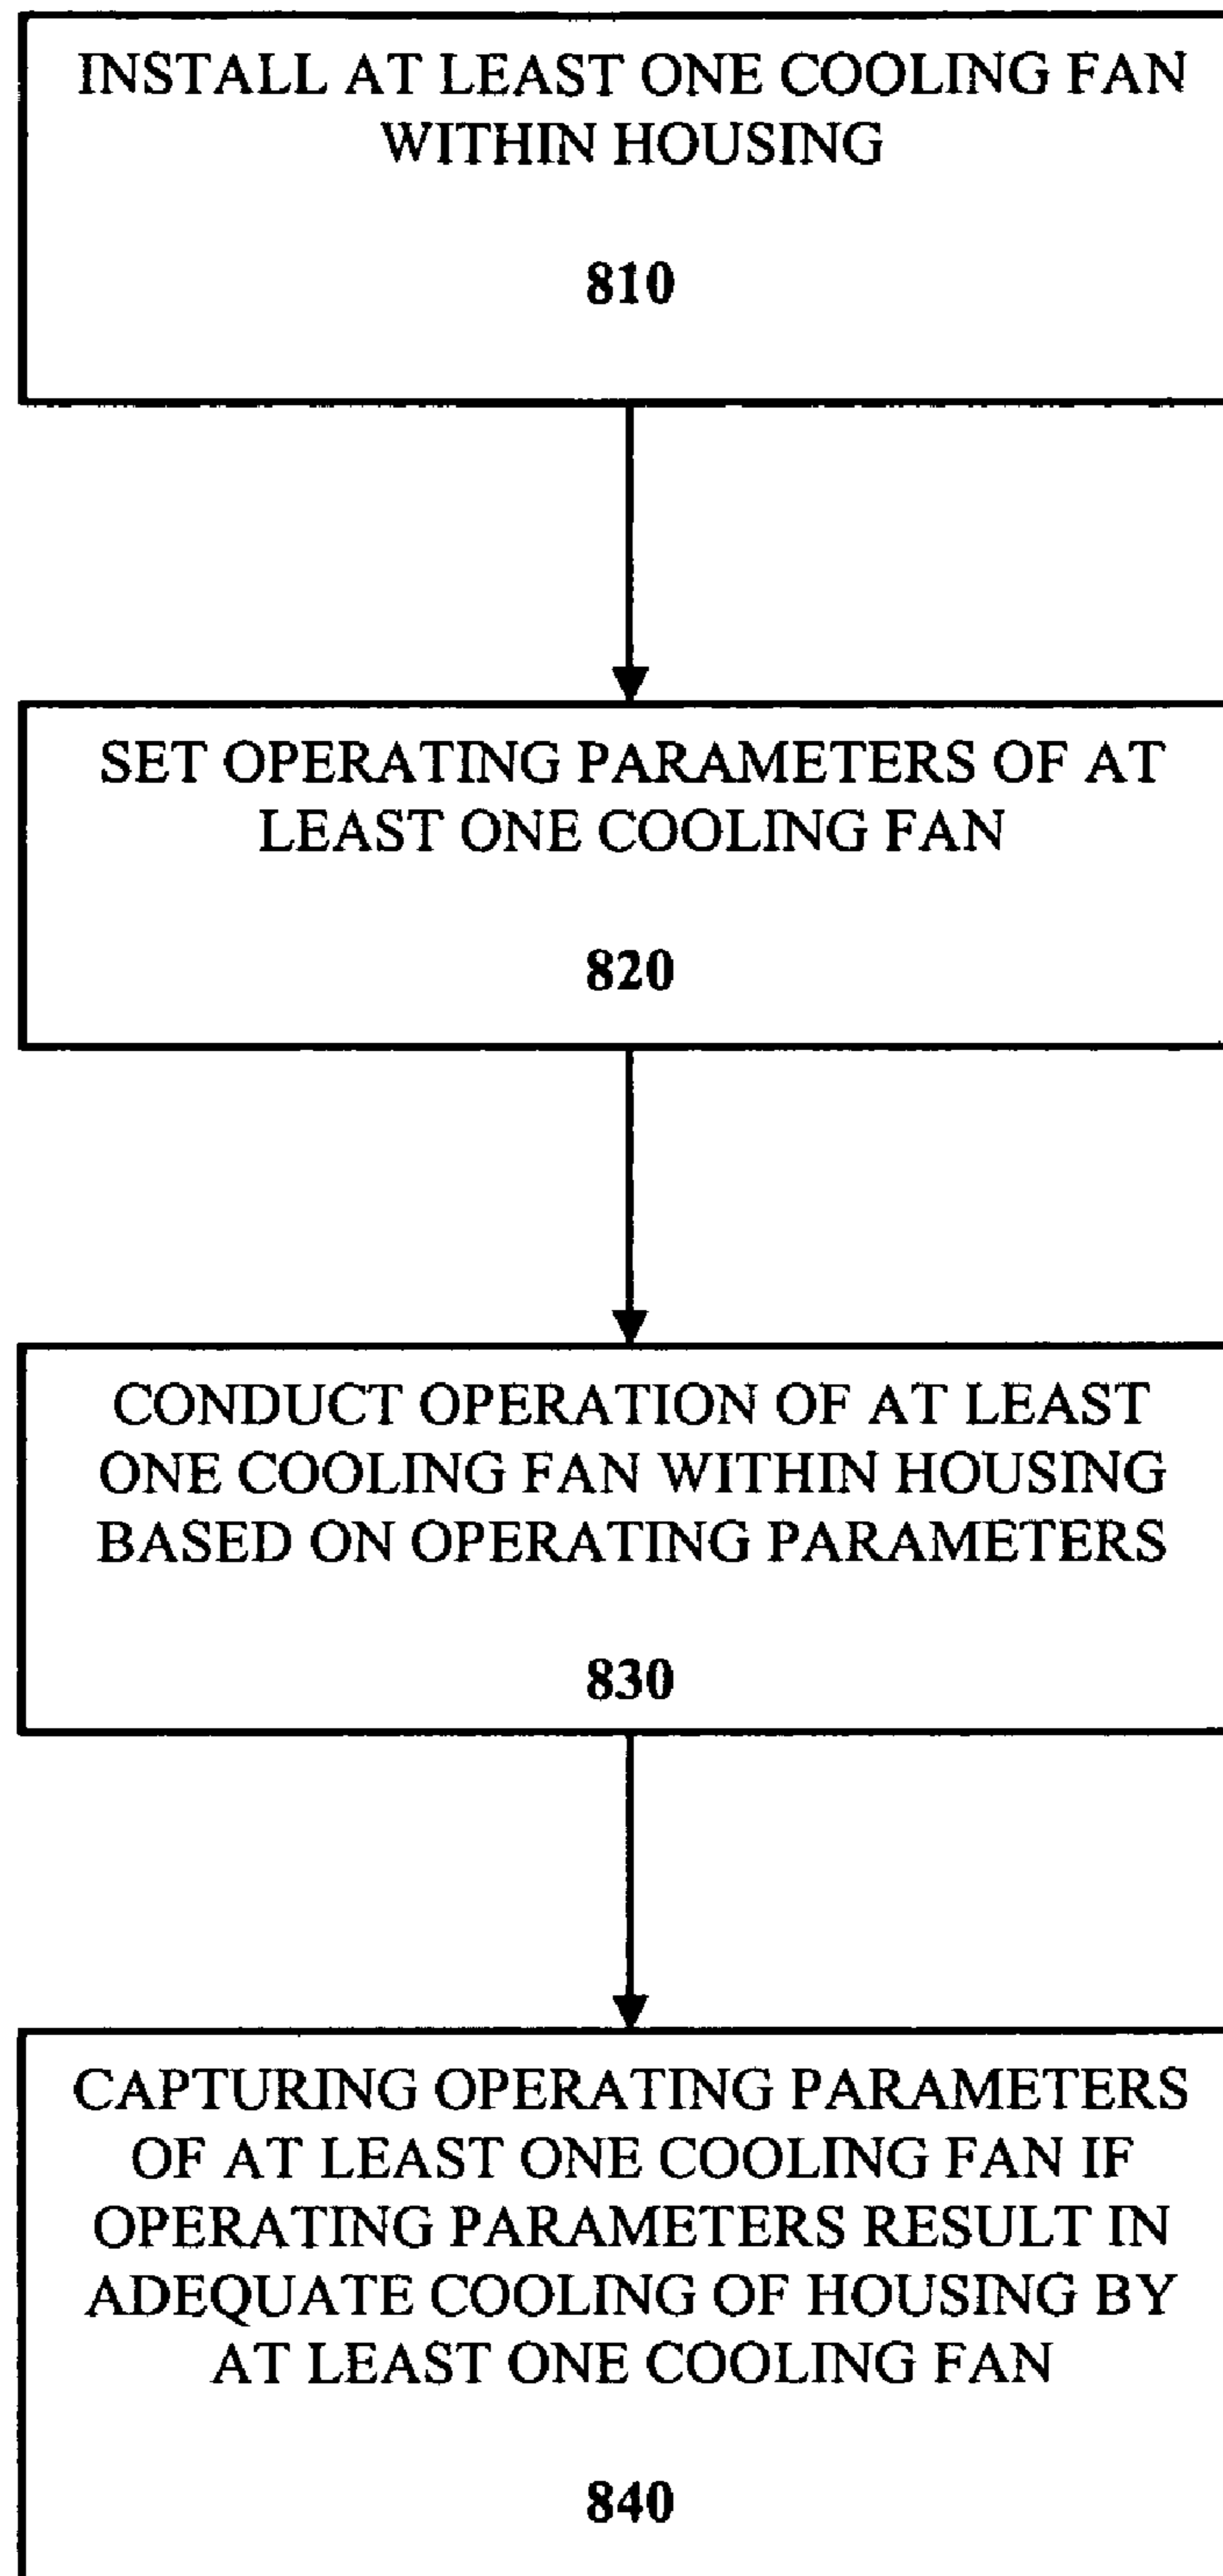 INSTALL AT LEAST ONE COOLING FAN
WITHIN HOUSING
810
SET OPERATING PARAMETERS OF AT
LEAST ONE COOLING FAN
820
CONDUCT OPERATION OF AT LEAST
ONE COOLING FAN WITHIN HOUSING
BASED ON OPERATING PARAMETERS
830
CAPTURING OPERATING PARAMETERS
OF AT LEAST ONE COOLING FAN IF
OPERATING PARAMETERS RESULT IN
ADEQUATE COOLING OF HOUSING BY
AT LEAST ONE COOLING FAN
840